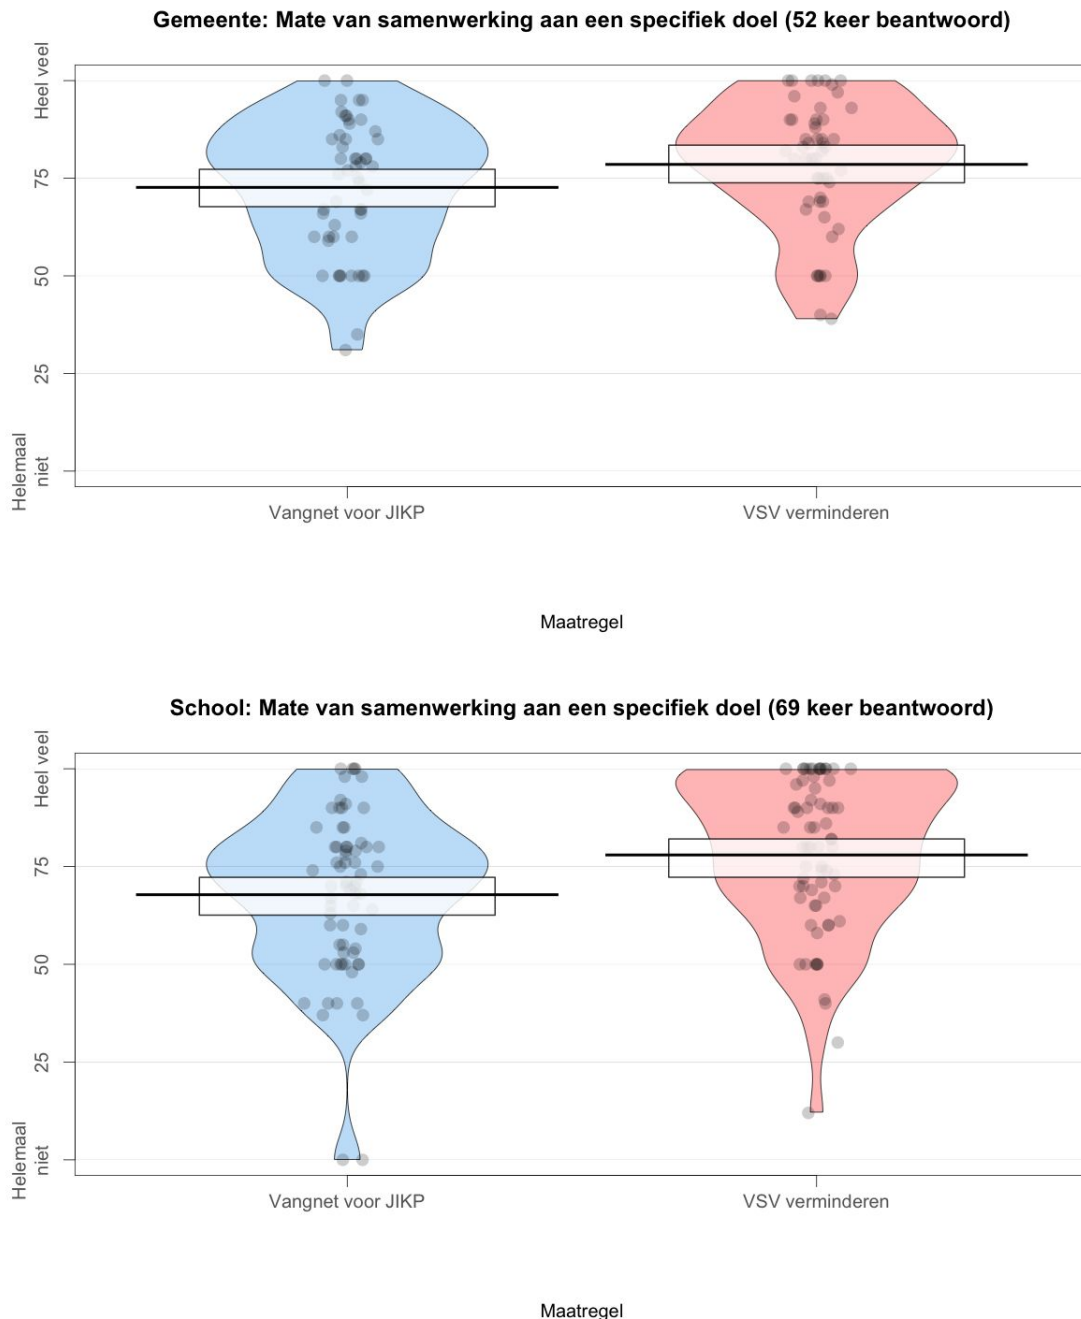 Gemeente: Mate van samenwerking aan een specifiek doel (52 keer beantwoord)
Heel veel
75
50
25
Helemaal
niet
Vangnet voor JIKP
VSV verminderen
Maatregel
School: Mate van samenwerking aan een specifiek doel (69 keer beantwoord)
Heel veel
75
50
25
Helemaal
niet
Vangnet voor JIKP
VSV verminderen
Maatregel